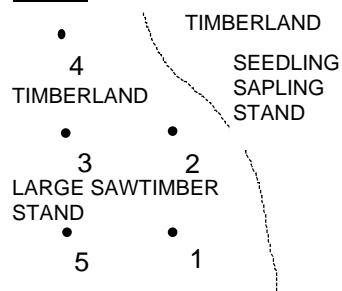 TIMBERLAND
SEEDLING
SAPLING
STAND
4
TIMBERLAND
3 2
LARGE SAWTIMBER
STAND
5 1